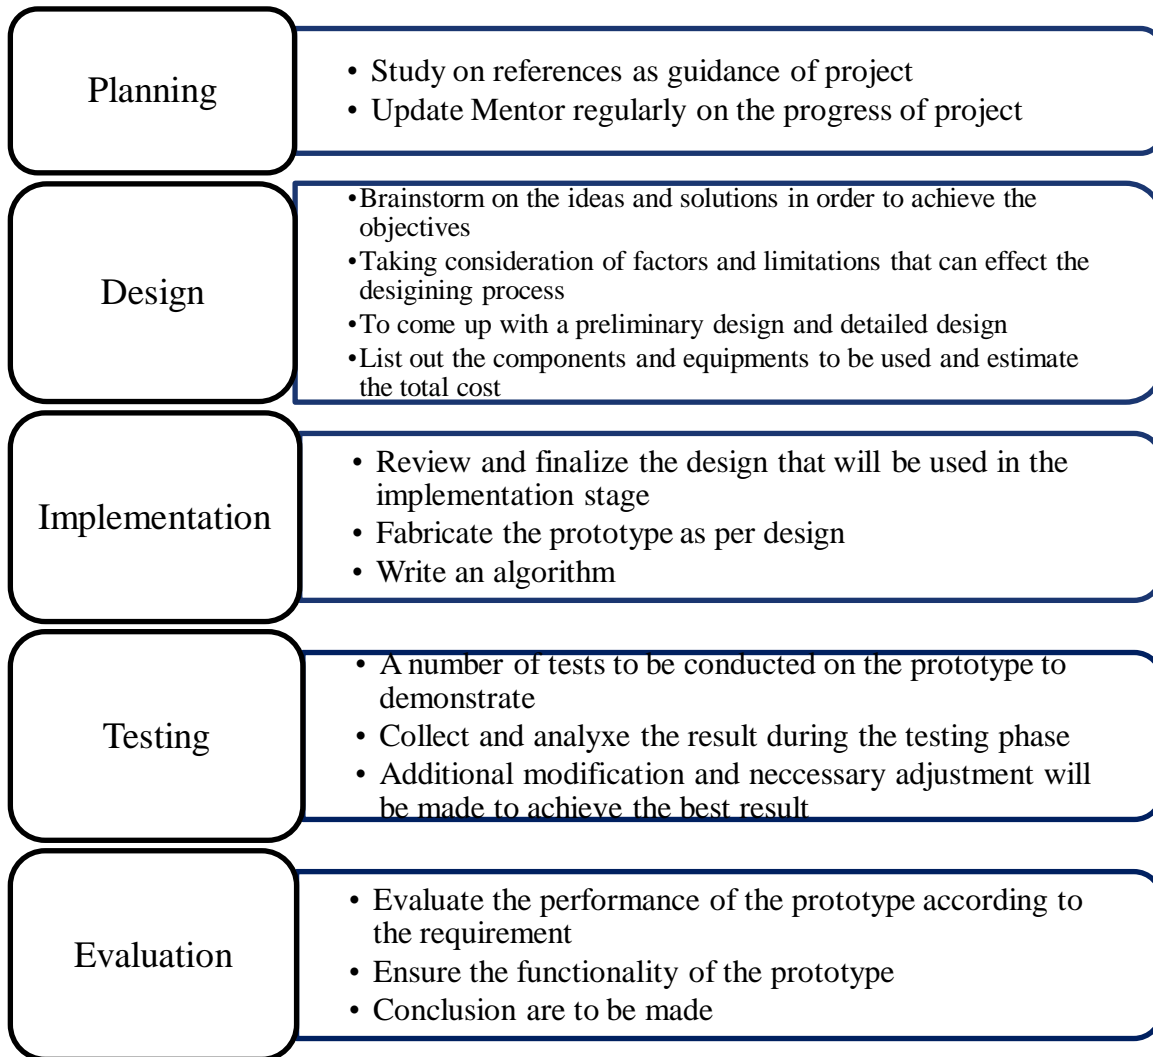 Planning
• Study on references as guidance of project
• Update Mentor regularly on the progress of project
Design
•Brainstorm on the ideas and solutions in order to achieve the
objectives
•Taking consideration of factors and limitations that can effect the
desigining process
•To come up with a preliminary design and detailed design
•List out the components and equipments to be used and estimate
the total cost
Implementation
• Review and finalize the design that will be used in the
implementation stage
• Fabricate the prototype as per design
• Write an algorithm
Testing
• A number of tests to be conducted on the prototype to
demonstrate
• Collect and analyxe the result during the testing phase
• Additional modification and neccessary adjustment will
be made to achieve the best result
Evaluation
• Evaluate the performance of the prototype according to
the requirement
• Ensure the functionality of the prototype
• Conclusion are to be made